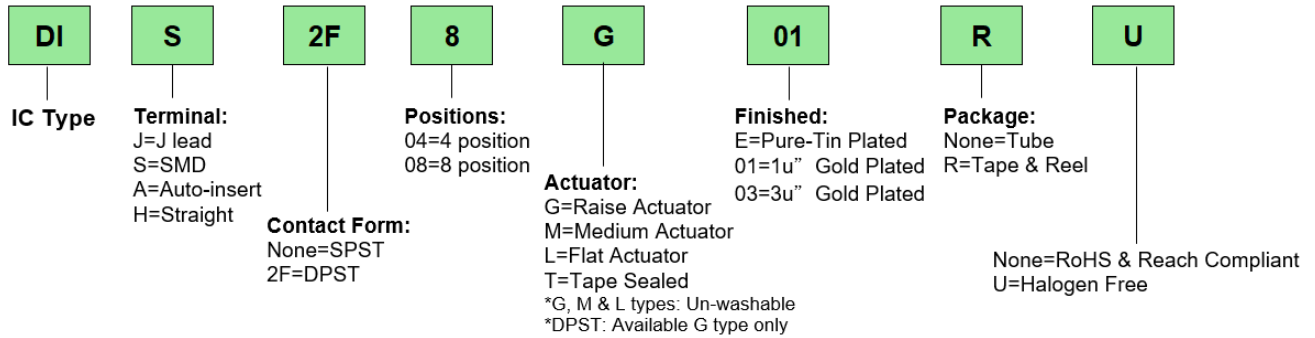 DI S 2F 8 G 01 R U
IC Type
Terminal:
J=J lead
S=SMD
A=Auto-insert
H=Straight
Contact Form:
None=SPST
2F=DPST
Positions:
04=4 position
08=8 position
Actuator:
G=Raise Actuator
M=Medium Actuator
L=Flat Actuator
T=Tape Sealed
*G, M & L types: Un-washable
*DPST: Available G type only
Finished:
E=Pure-Tin Plated
01=1u” Gold Plated
03=3u” Gold Plated
Package:
None=Tube
R=Tape & Reel
None=RoHS & Reach Compliant
U=Halogen Free